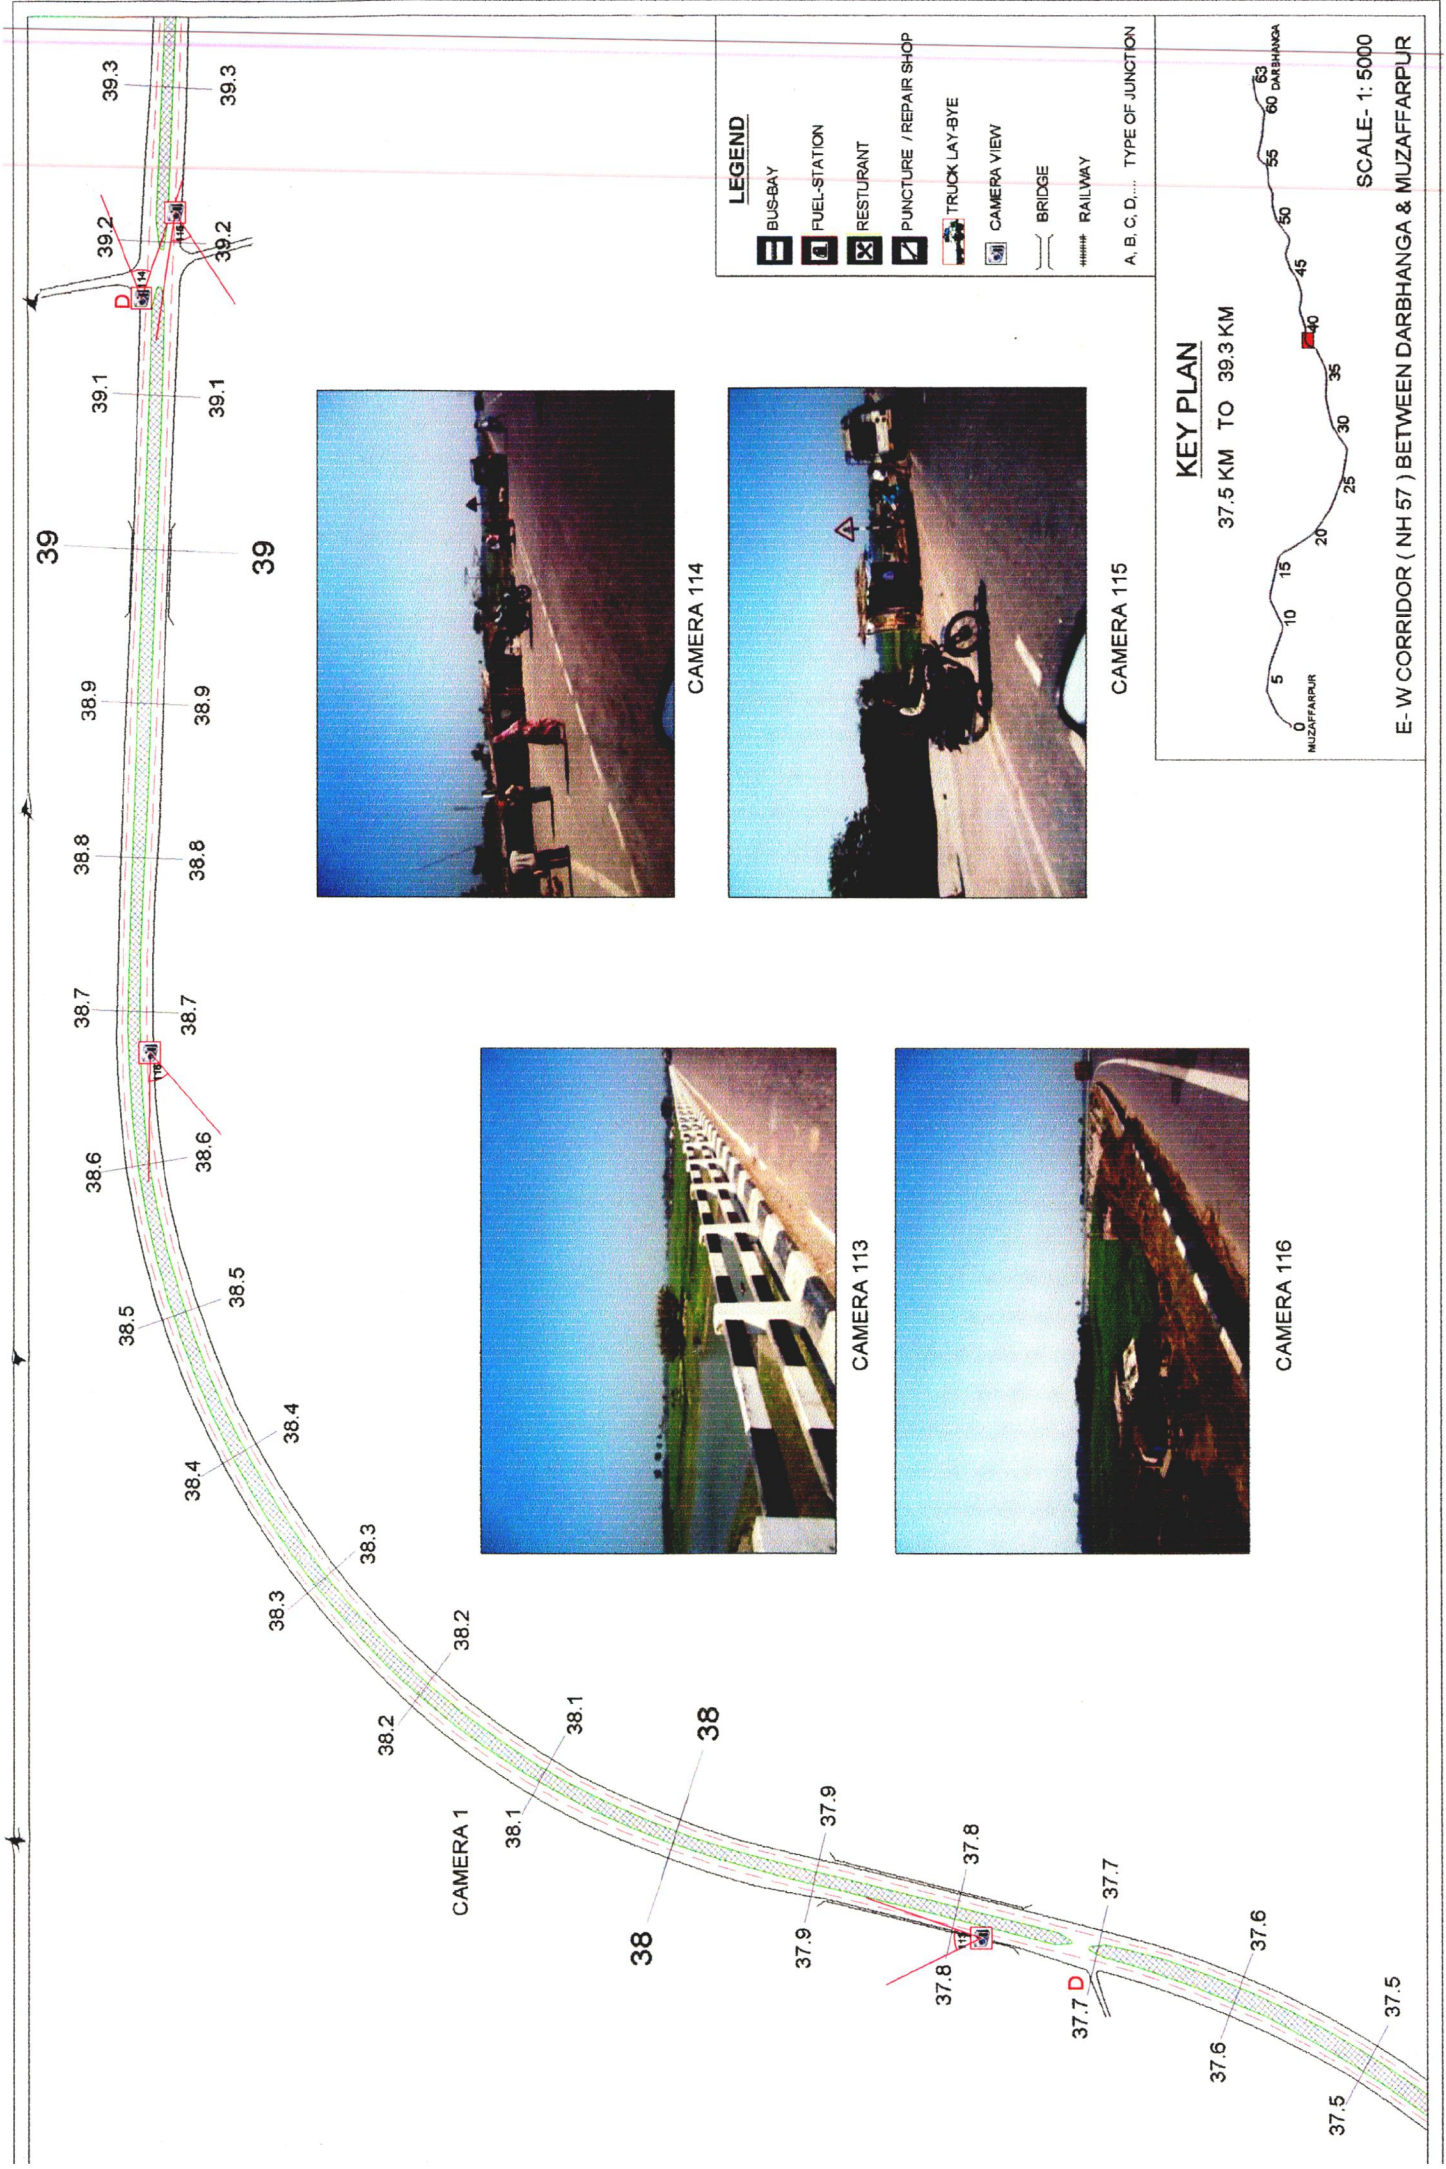 37.5
37.5
37.6
37.6
37.7
D
37.7
37.8
37.8
113
37.9
37.9
38
38
CAMERA 1
38.1
38.1
38.2
38.2
38.3
38.3
38.4
38.4
38.5
38.5
38.6
38.6
116
38.7
38.7
38.8
38.8
38.9
38.9
39
39
39.1
39.1
D
114
39.2
115
39.2
39.3
39.3
CAMERA 113
CAMERA 116
CAMERA 114
CAMERA 115
LEGEND
BUS-BAY
FUEL-STATION
RESTURANT
PUNCTURE / REPAIR SHOP
TRUCK LAY-BYE
CAMERA VIEW
BRIDGE
RAILWAY
A, B, C, D,.... TYPE OF JUNCTION
KEY PLAN
37.5 KM TO 39.3 KM
0
MUZAFFARPUR
5
10
15
20
25
30
35
40
45
50
55
60
63
DARBHANGA
SCALE- 1: 5000
E- W CORRIDOR ( NH 57 ) BETWEEN DARBHANGA & MUZAFFARPUR